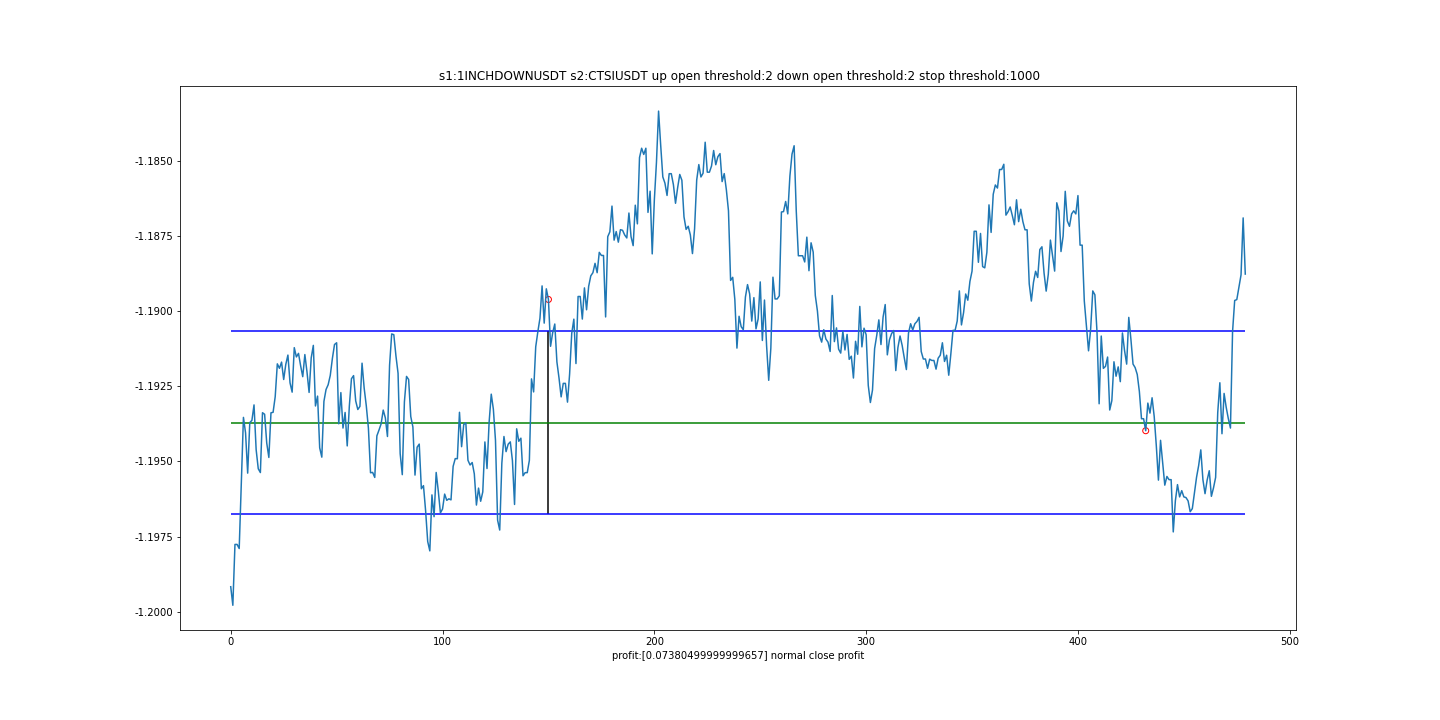 s1:1INCHDOWNUSDT s2:CTSIUSDT up open threshold:2 down open threshold:2 stop threshold:1000
-1.1850
-1.1875
-1.1900
-1.1925
-1.1950
-1.1975
-1.2000
0 100 200 300 400 500
profit:[0.07380499999999657] normal close profit